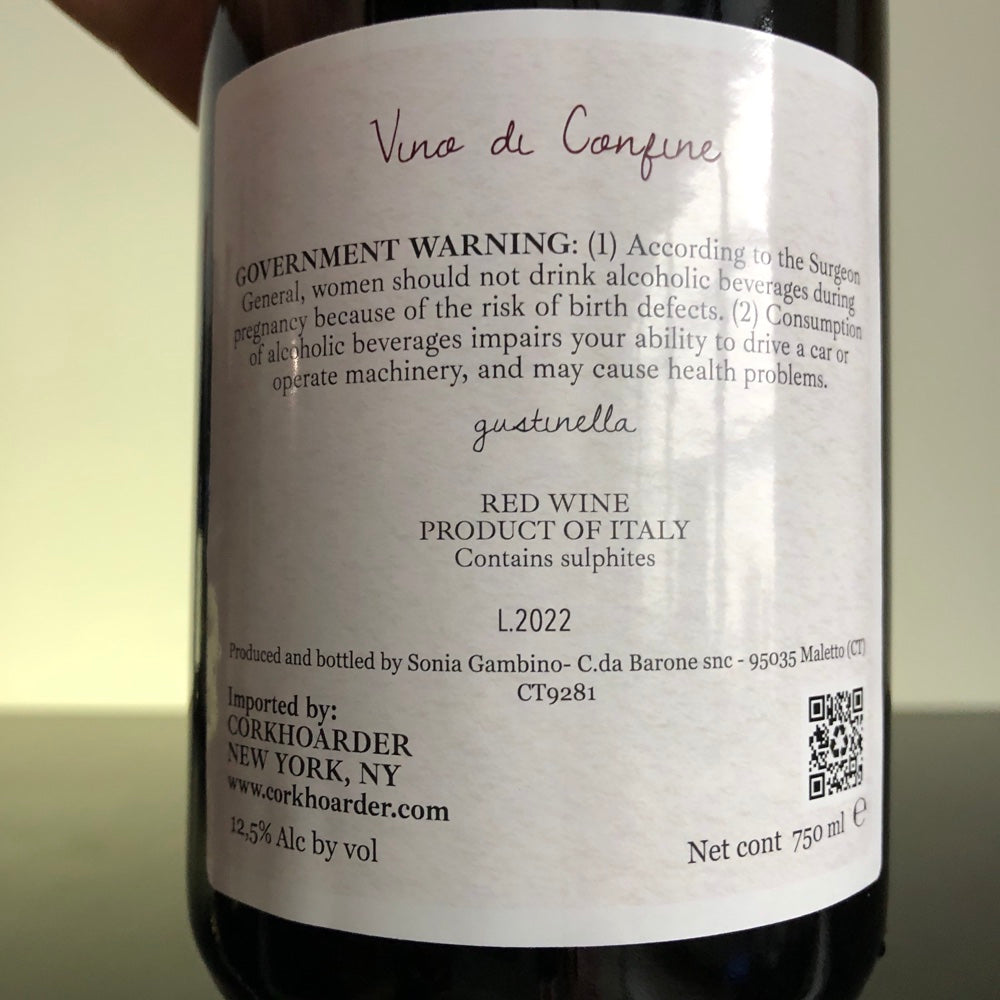 Vino di Confine
GOVERNMENT WARNING: (1) According to the Surgeon
General, women should not drink alcoholic beverages during
pregnancy because of the risk of birth defects. (2) Consumption
of alcoholic beverages impairs your ability to drive a car or
operate machinery, and may cause health problems.
gustinella
RED WINE
PRODUCT OF ITALY
Contains sulphites
L.2022
Produced and bottled by Sonia Gambino- C.da Barone snc - 95035 Maletto (CT)
CT9281
Imported by:
CORKHOARDER
NEW YORK, NY
www.corkhoarder.com
12,5% Alc by vol
Net cont 750 ml e